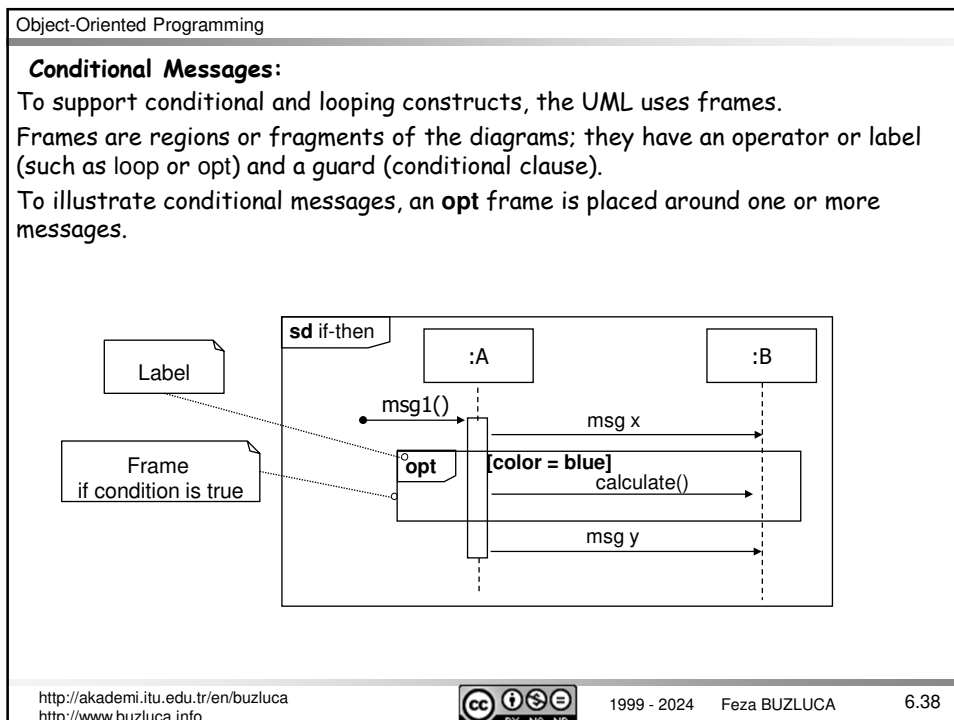 Object-Oriented Programming
Conditional Messages:
To support conditional and looping constructs, the UML uses frames.
Frames are regions or fragments of the diagrams; they have an operator or label
(such as loop or opt) and a guard (conditional clause).
To illustrate conditional messages, an opt frame is placed around one or more
messages.
sd if-then
:A
:B
Label
msg1()
msg x
Frame
if condition is true
opt
[color = blue]
calculate()
msg y
http://akademi.itu.edu.tr/en/buzluca
http://www.buzluca.info
cc
BY NC ND
1999 - 2024
Feza BUZLUCA
6.38